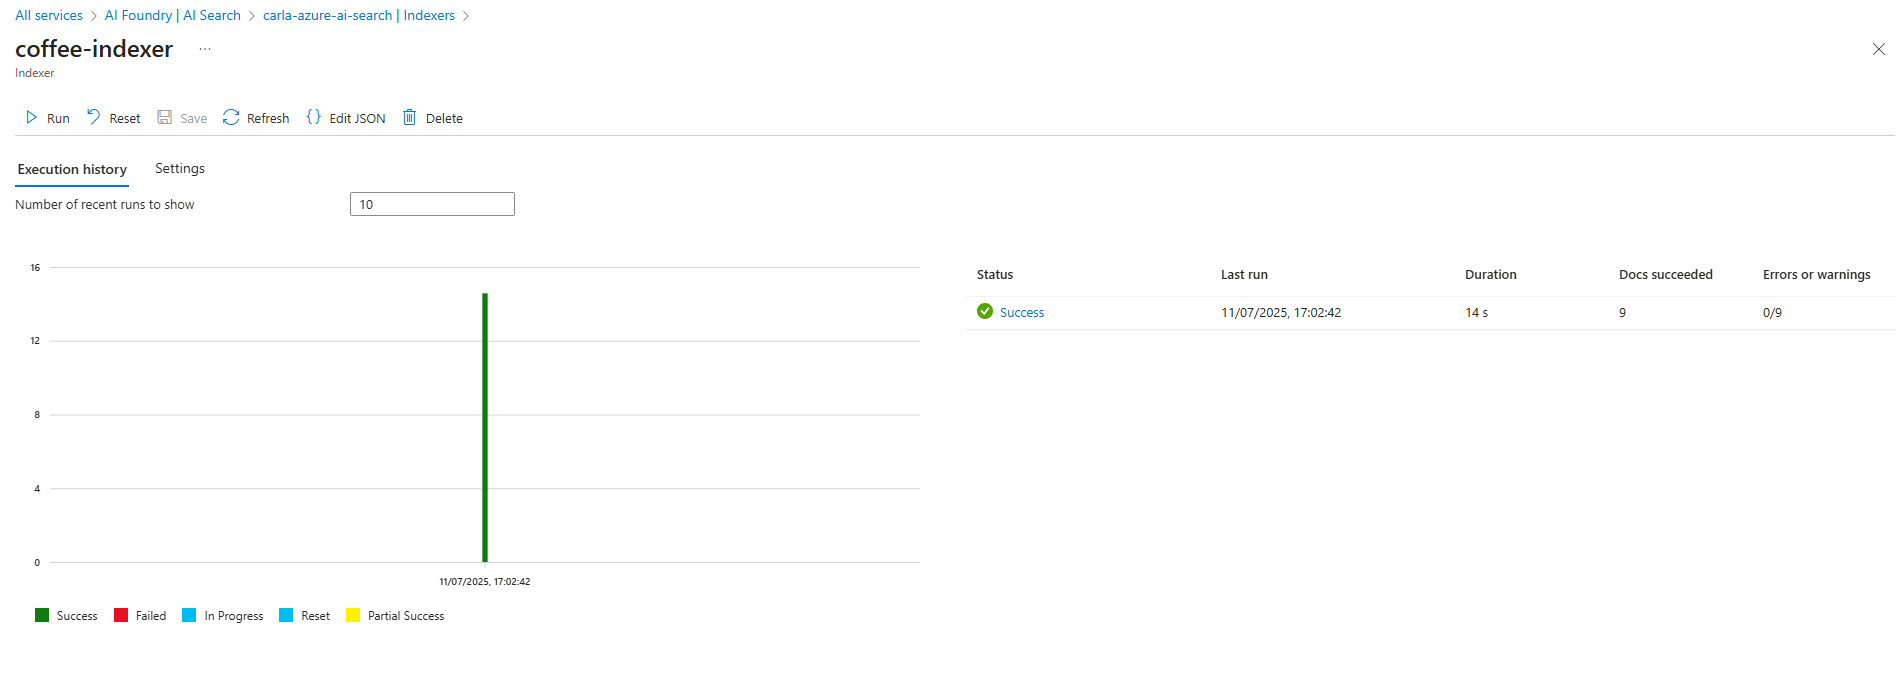 All services > AI Foundry | AI Search > carla-azure-ai-search | Indexers >
coffee-indexer ...
Indexer
Run Reset Save Refresh {} Edit JSON Delete
Execution history Settings
Number of recent runs to show 10
16
12
8
4
0
11/07/2025, 17:02:42
Success Failed In Progress Reset Partial Success
Status Last run Duration Docs succeeded Errors or warnings
Success 11/07/2025, 17:02:42 14 s 9 0/9